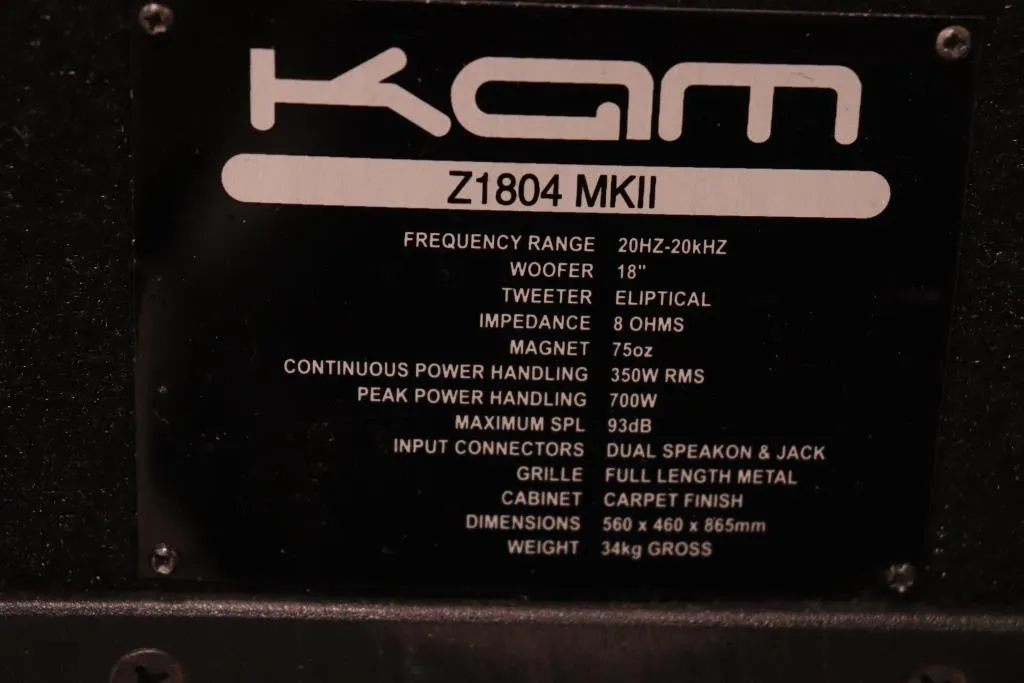 KAM
Z1804 MKII
FREQUENCY RANGE 20HZ-20kHZ
WOOFER 18"
TWEETER ELIPTICAL
IMPEDANCE 8 OHMS
MAGNET 75oz
CONTINUOUS POWER HANDLING 350W RMS
PEAK POWER HANDLING 700W
MAXIMUM SPL 93dB
INPUT CONNECTORS DUAL SPEAKON & JACK
GRILLE FULL LENGTH METAL
CABINET CARPET FINISH
DIMENSIONS 560 x 460 x 865mm
WEIGHT 34kg GROSS